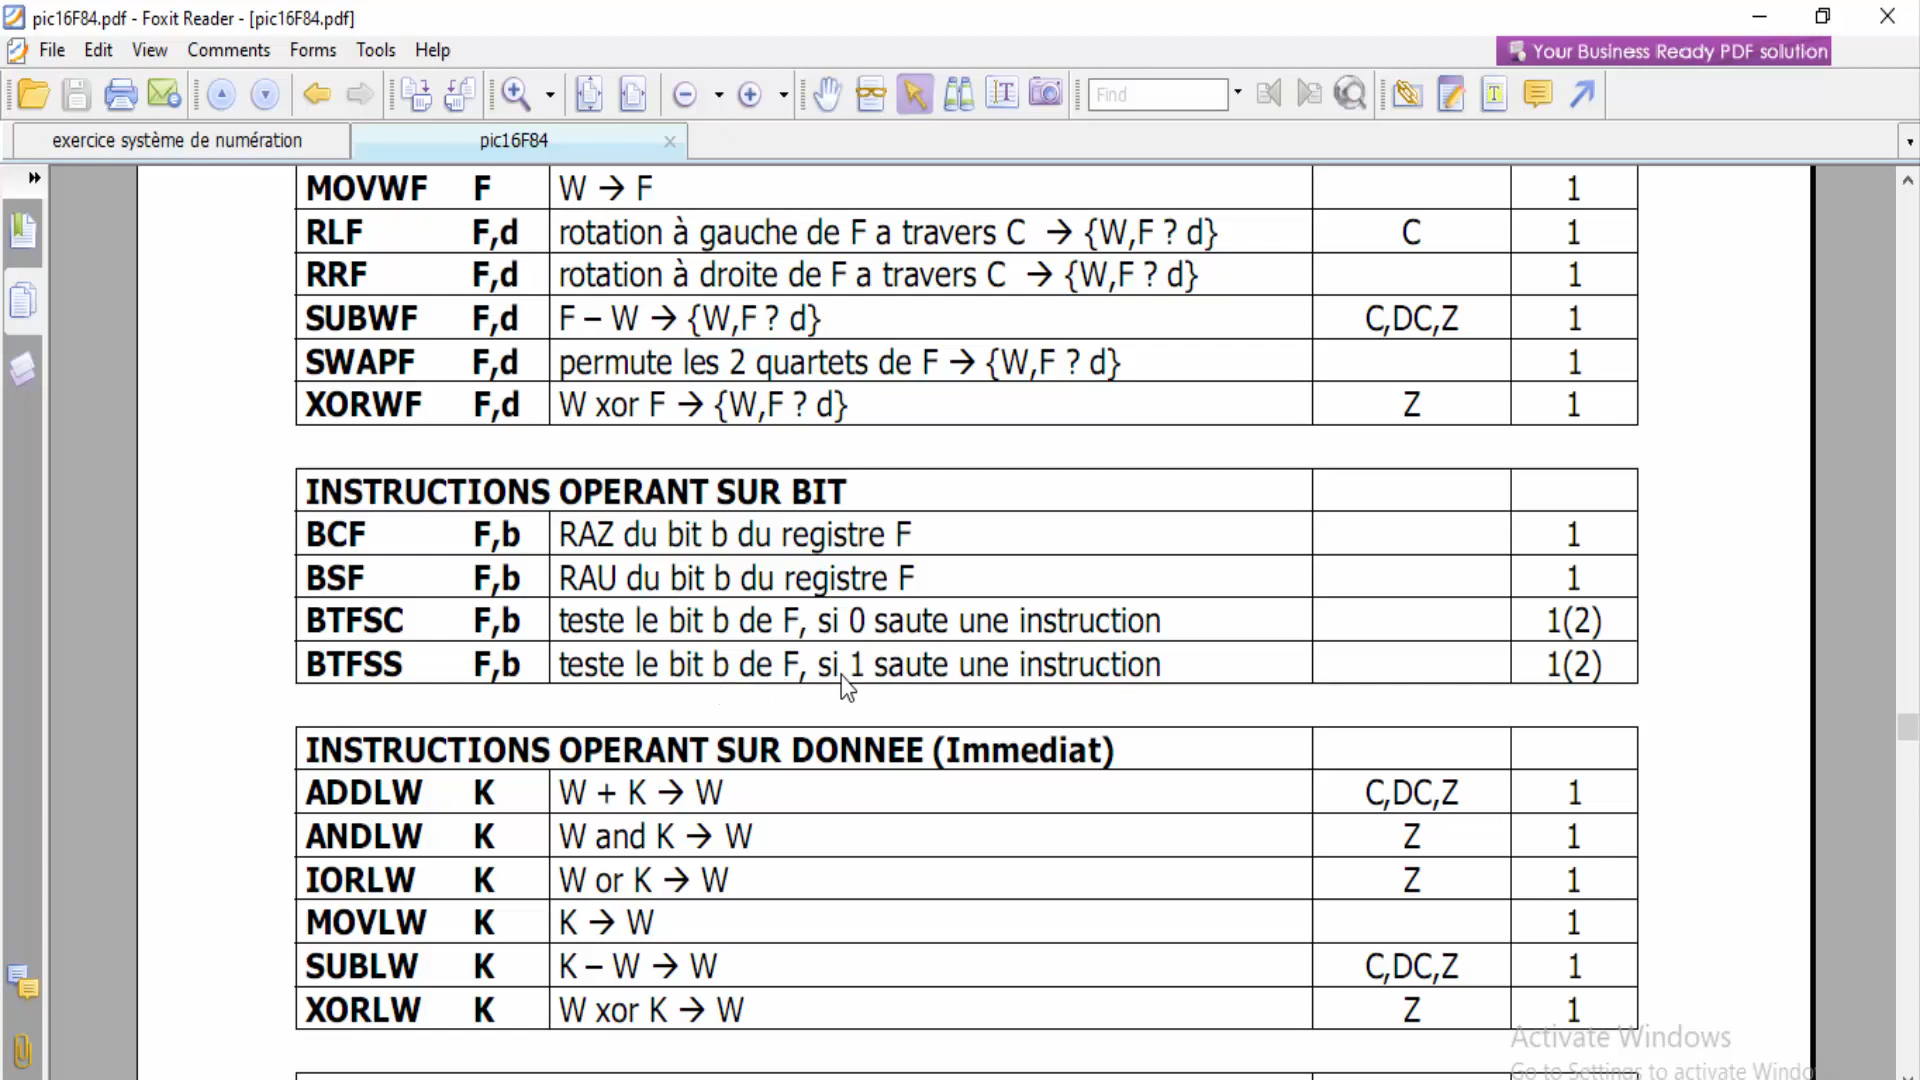 pic16F84.pdf - Foxit Reader - [pic16F84.pdf]
File Edit View Comments Forms Tools Help
Your Business Ready PDF solution
Find
exercice système de numération
pic16F84
MOVWF F W → F 1
RLF F,d rotation à gauche de F a travers C → {W,F ? d} C 1
RRF F,d rotation à droite de F a travers C → {W,F ? d} 1
SUBWF F,d F – W → {W,F ? d} C,DC,Z 1
SWAPF F,d permute les 2 quartets de F → {W,F ? d} 1
XORWF F,d W xor F → {W,F ? d} Z 1
INSTRUCTIONS OPERANT SUR BIT
BCF F,b RAZ du bit b du registre F 1
BSF F,b RAU du bit b du registre F 1
BTFSC F,b teste le bit b de F, si 0 saute une instruction 1(2)
BTFSS F,b teste le bit b de F, si 1 saute une instruction 1(2)
INSTRUCTIONS OPERANT SUR DONNEE (Immediat)
ADDLW K W + K → W C,DC,Z 1
ANDLW K W and K → W Z 1
IORLW K W or K → W Z 1
MOVLW K K → W 1
SUBLW K K – W → W C,DC,Z 1
XORLW K W xor K → W Z 1
Activate Windows
Go to Settings to activate Windo